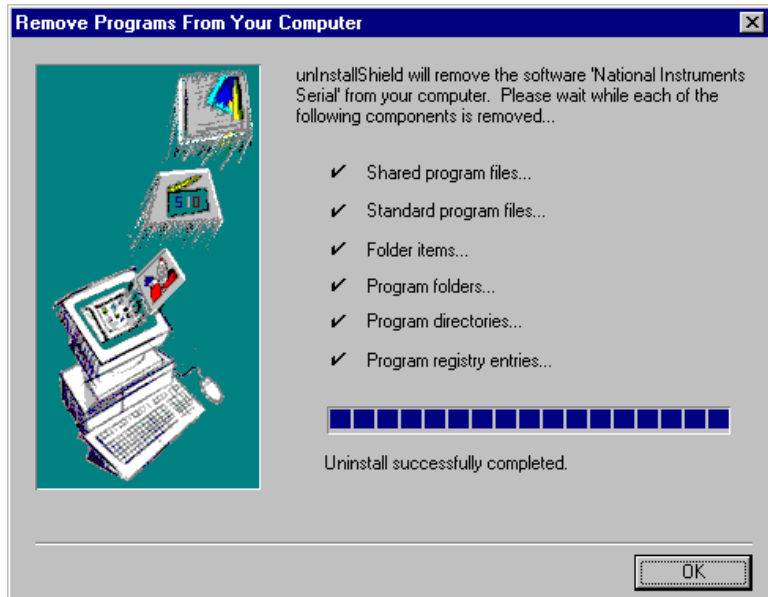 Remove Programs From Your Computer
unInstallShield will remove the software 'National Instruments
Serial' from your computer.  Please wait while each of the
following components is removed...
Shared program files...
Standard program files...
Folder items...
Program folders...
Program directories...
Program registry entries...
Uninstall successfully completed.
OK